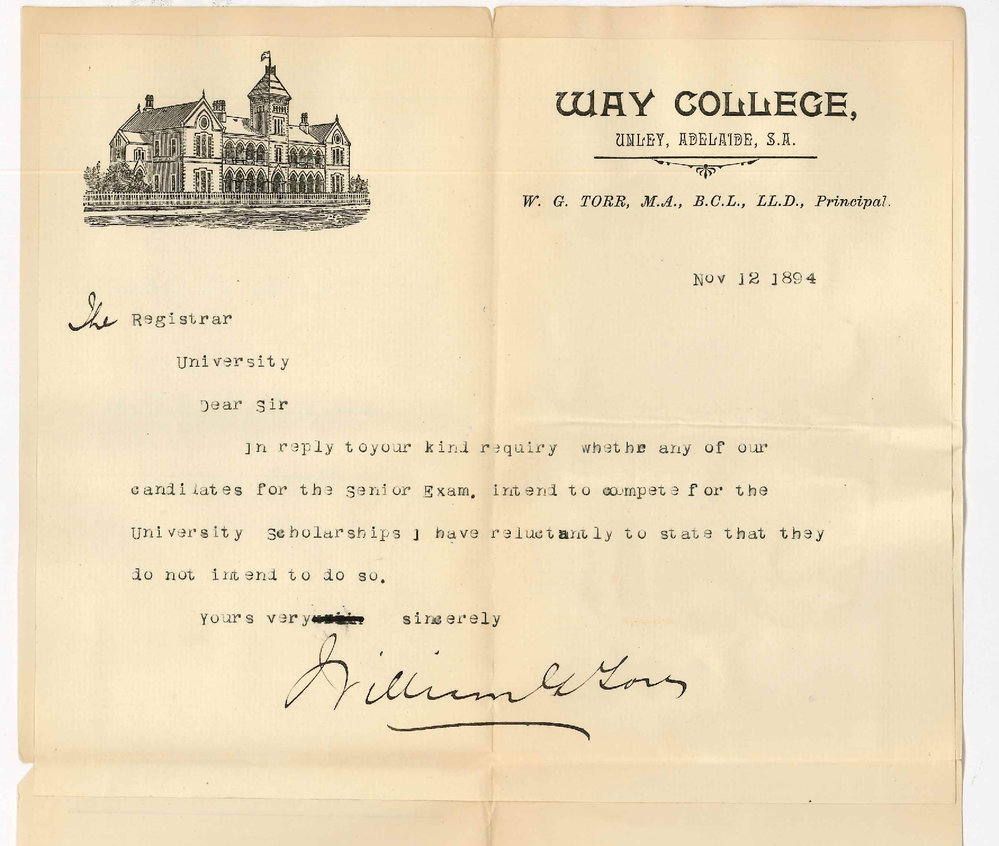 WAY COLLEGE,
UNLEY, ADELAIDE, S.A.
W. G. TORR, M.A., B.C.L., LL.D., Principal.
Nov 12 1894
The Registrar
University
Dear Sir
In reply toyour kind requiry whethr any of our
candidates for the Senior Exam. intend to compete for the
University Scholarships I have reluctantly to state that they
do not intend to do so.
Yours very sincerely
William G Torr